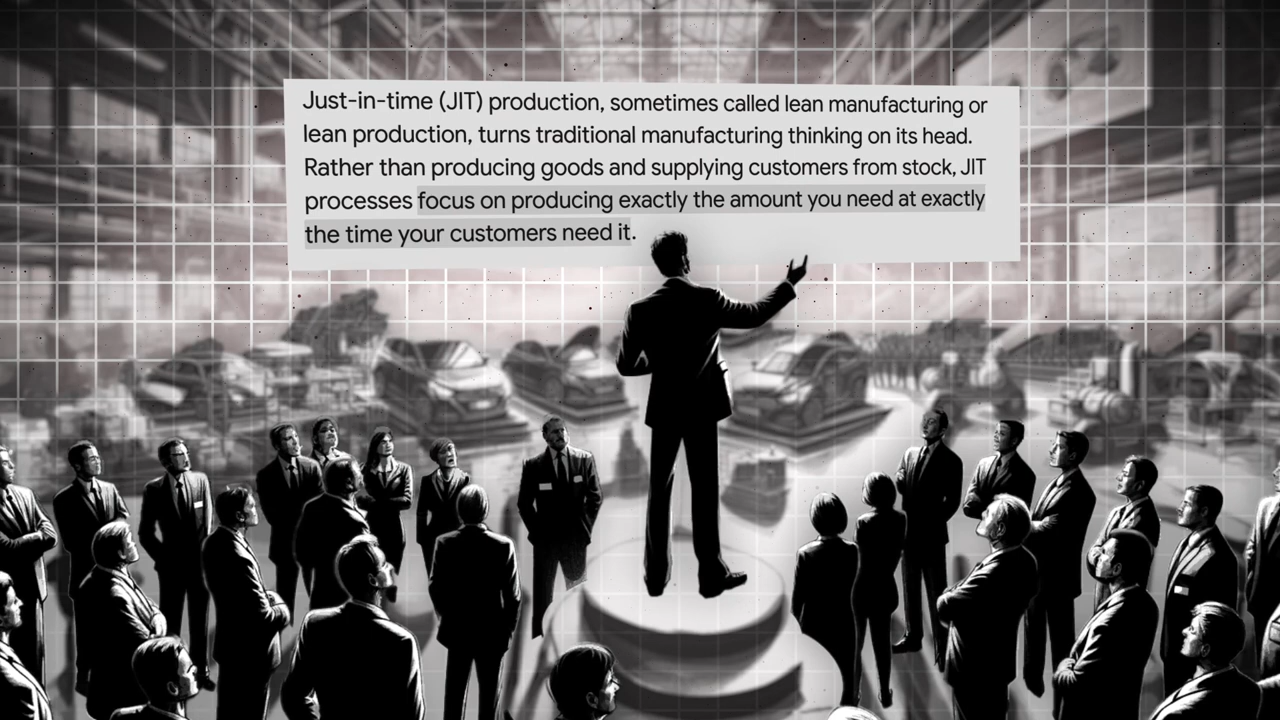 Just-in-time (JIT) production, sometimes called lean manufacturing or
lean production, turns traditional manufacturing thinking on its head.
Rather than producing goods and supplying customers from stock, JIT
processes focus on producing exactly the amount you need at exactly
the time your customers need it.